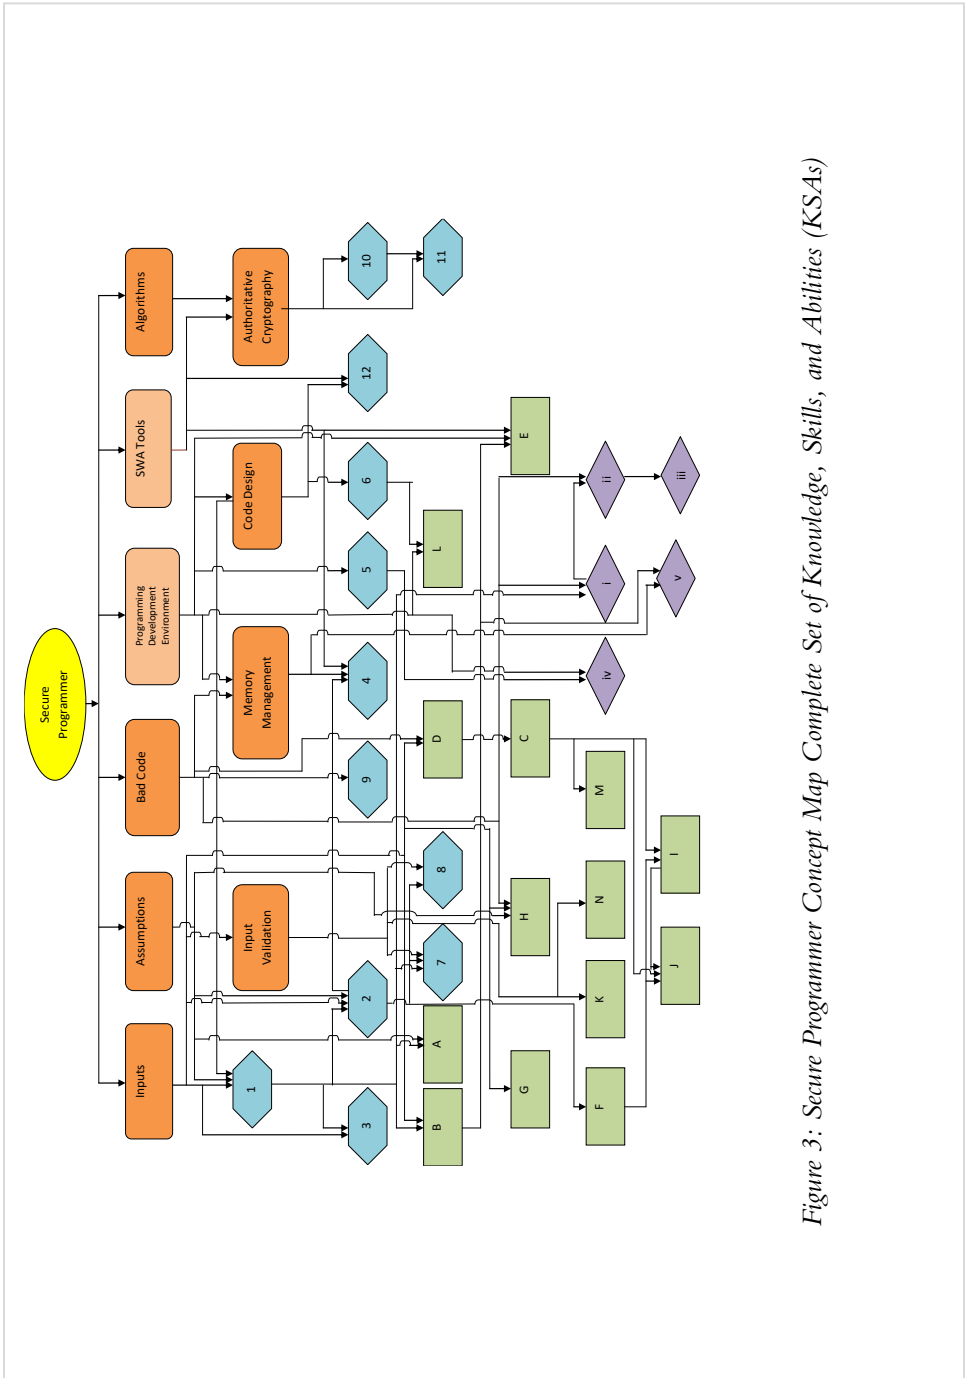 Secure
Programmer
Inputs
Assumptions
Bad Code
Programming
Development
Environment
SWA Tools
Algorithms
Input
Validation
Memory
Management
Code Design
Authoritative
Cryptography
1
3
2
9
4
5
6
12
10
B
A
7
8
D
L
11
G
H
C
E
F
K
N
M
iv
i
ii
J
I
v
iii
Figure 3: Secure Programmer Concept Map Complete Set of Knowledge, Skills, and Abilities (KSAs)